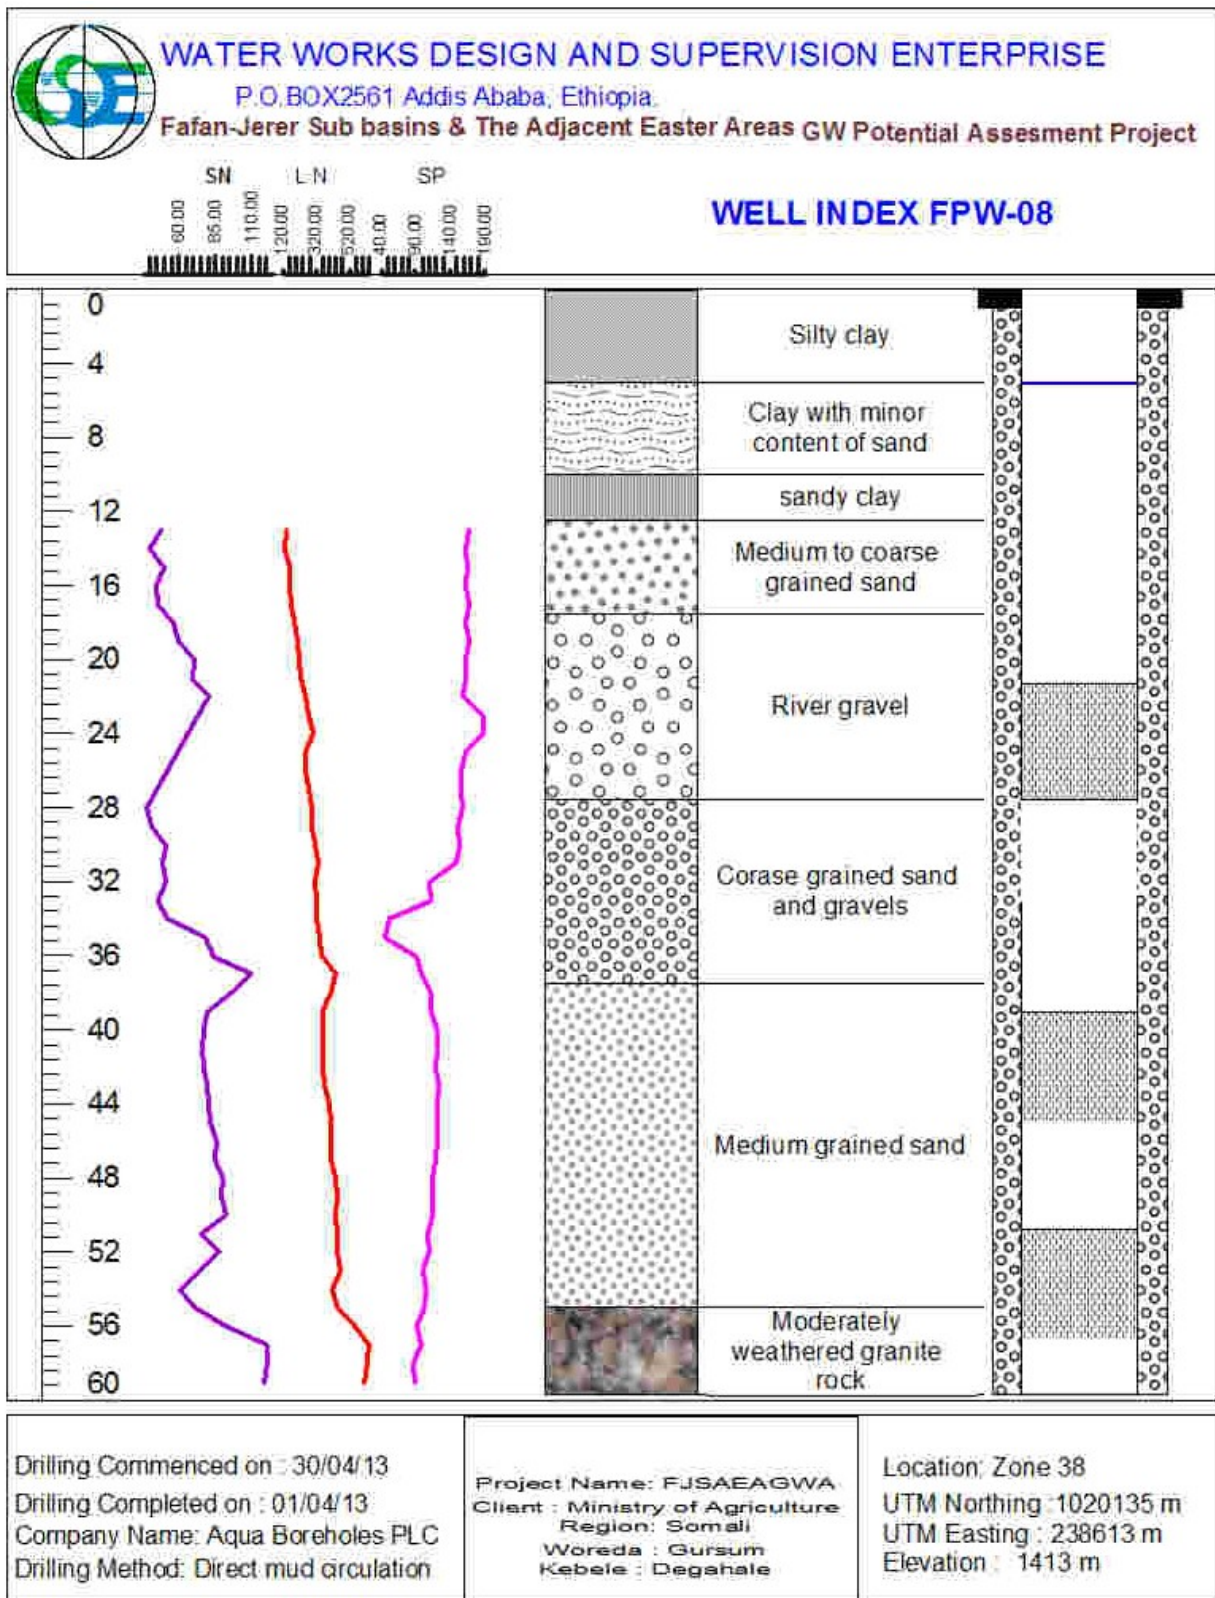 CSE
WATER WORKS DESIGN AND SUPERVISION ENTERPRISE
P.O.BOX2561 Addis Ababa, Ethiopia.
Fafan-Jerer Sub basins & The Adjacent Easter Areas GW Potential Assesment Project
SN L-N SP
60.00 85.00 110.00 120.00 320.00 520.00 40.00 90.00 140.00 190.00
WELL INDEX FPW-08
0
4
8
12
16
20
24
28
32
36
40
44
48
52
56
60
Silty clay
Clay with minor
content of sand
sandy clay
Medium to coarse
grained sand
River gravel
Corase grained sand
and gravels
Medium grained sand
Moderately
weathered granite
rock
Drilling Commenced on : 30/04/13
Drilling Completed on : 01/04/13
Company Name: Aqua Boreholes PLC
Drilling Method: Direct mud circulation
Project Name: FJSAEAGWA
Client : Ministry of Agriculture
Region: Somali
Woreda : Gursum
Kebele : Degahale
Location: Zone 38
UTM Northing :1020135 m
UTM Easting : 238613 m
Elevation : 1413 m